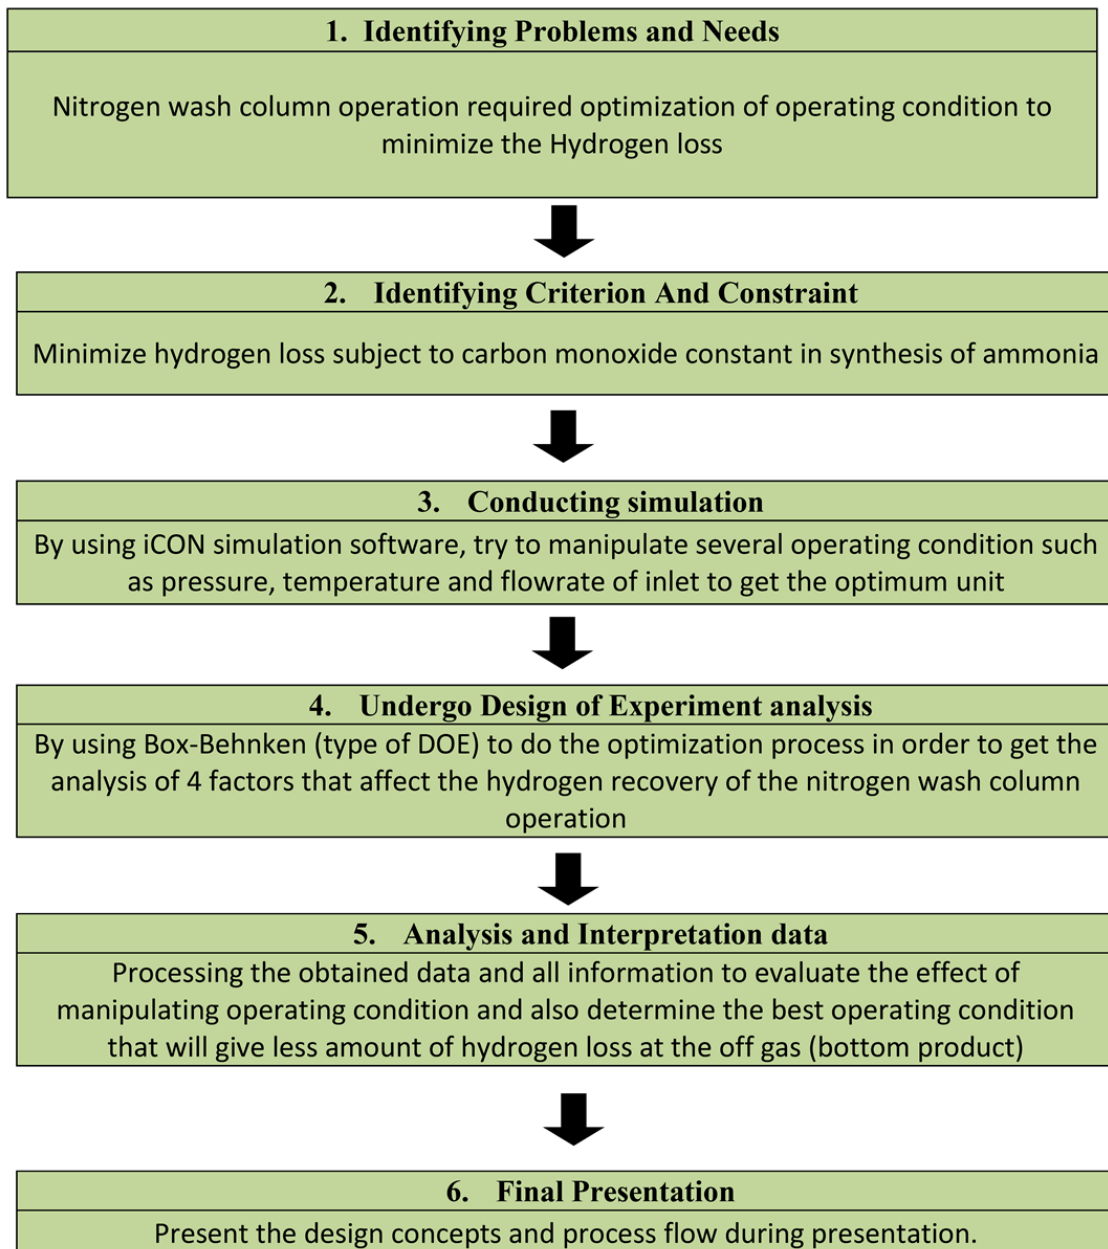 1. Identifying Problems and Needs
Nitrogen wash column operation required optimization of operating condition to
minimize the Hydrogen loss
2. Identifying Criterion And Constraint
Minimize hydrogen loss subject to carbon monoxide constant in synthesis of ammonia
3. Conducting simulation
By using iCON simulation software, try to manipulate several operating condition such
as pressure, temperature and flowrate of inlet to get the optimum unit
4. Undergo Design of Experiment analysis
By using Box-Behnken (type of DOE) to do the optimization process in order to get the
analysis of 4 factors that affect the hydrogen recovery of the nitrogen wash column
operation
5. Analysis and Interpretation data
Processing the obtained data and all information to evaluate the effect of
manipulating operating condition and also determine the best operating condition
that will give less amount of hydrogen loss at the off gas (bottom product)
6. Final Presentation
Present the design concepts and process flow during presentation.